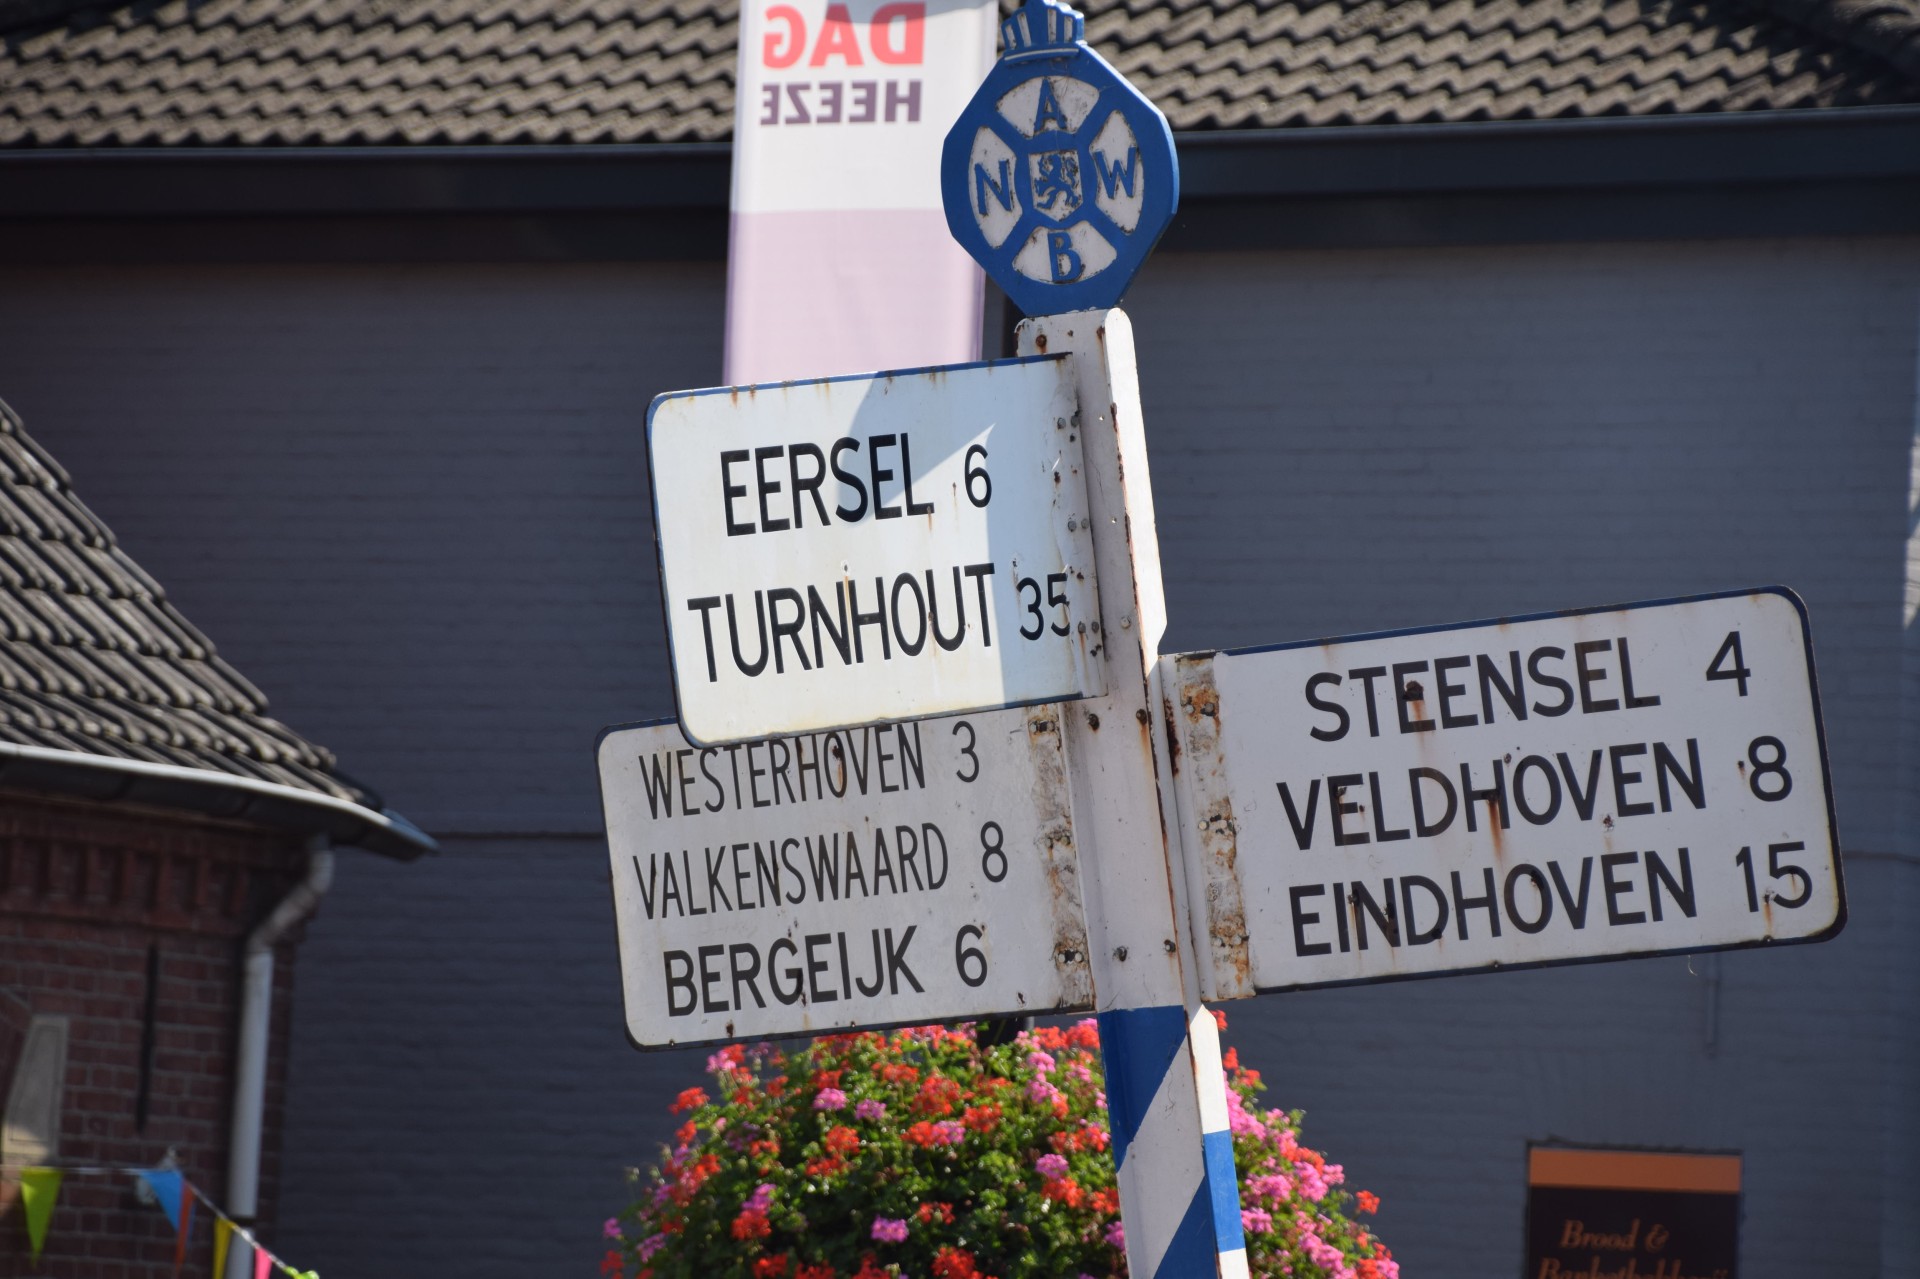 DAG
HEEZE
A
N W
B
EERSEL 6
TURNHOUT 35
WESTERHOVEN 3
VALKENSWAARD 8
BERGEIJK 6
STEENSEL 4
VELDHOVEN 8
EINDHOVEN 15
Brood &